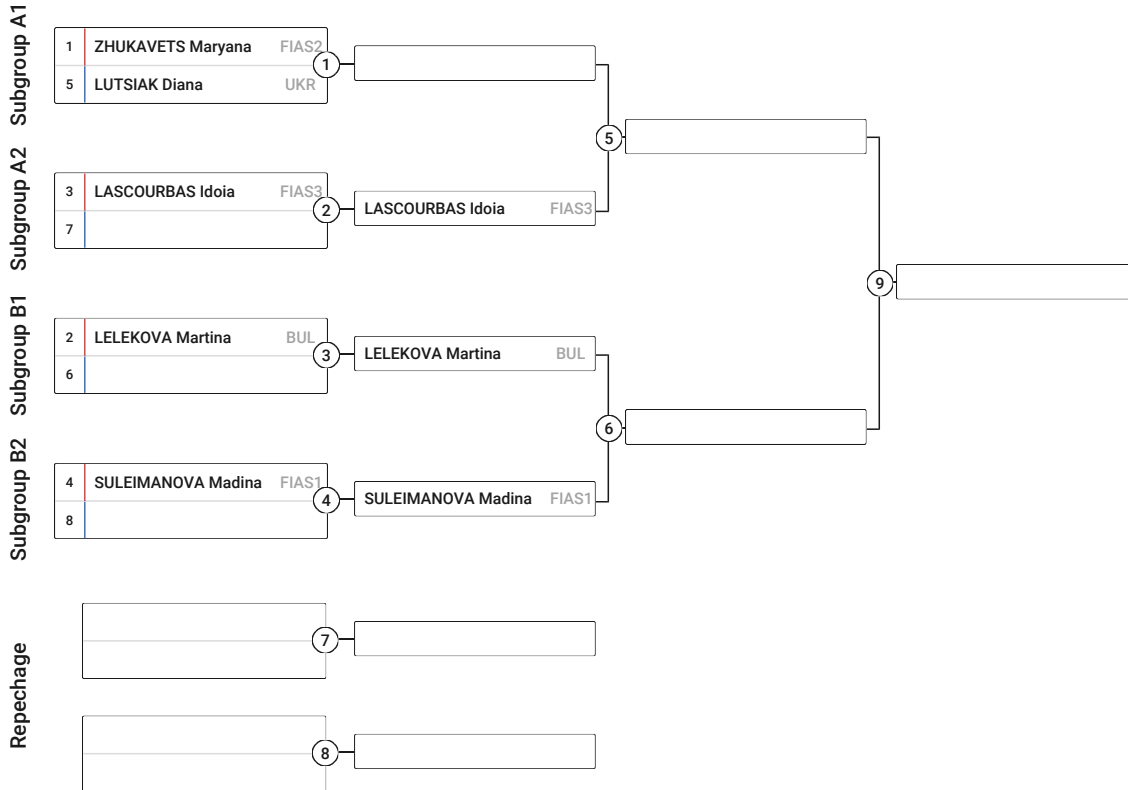 Subgroup A1
1 ZHUKAVETS Maryana FIAS2
5 LUTSIAK Diana UKR
1
Subgroup A2
3 LASCOURBAS Idoia FIAS3
7
2
LASCOURBAS Idoia FIAS3
5
Subgroup B1
2 LELEKOVA Martina BUL
6
3
LELEKOVA Martina BUL
Subgroup B2
4 SULEIMANOVA Madina FIAS1
8
4
SULEIMANOVA Madina FIAS1
6
9
Repechage
7
8